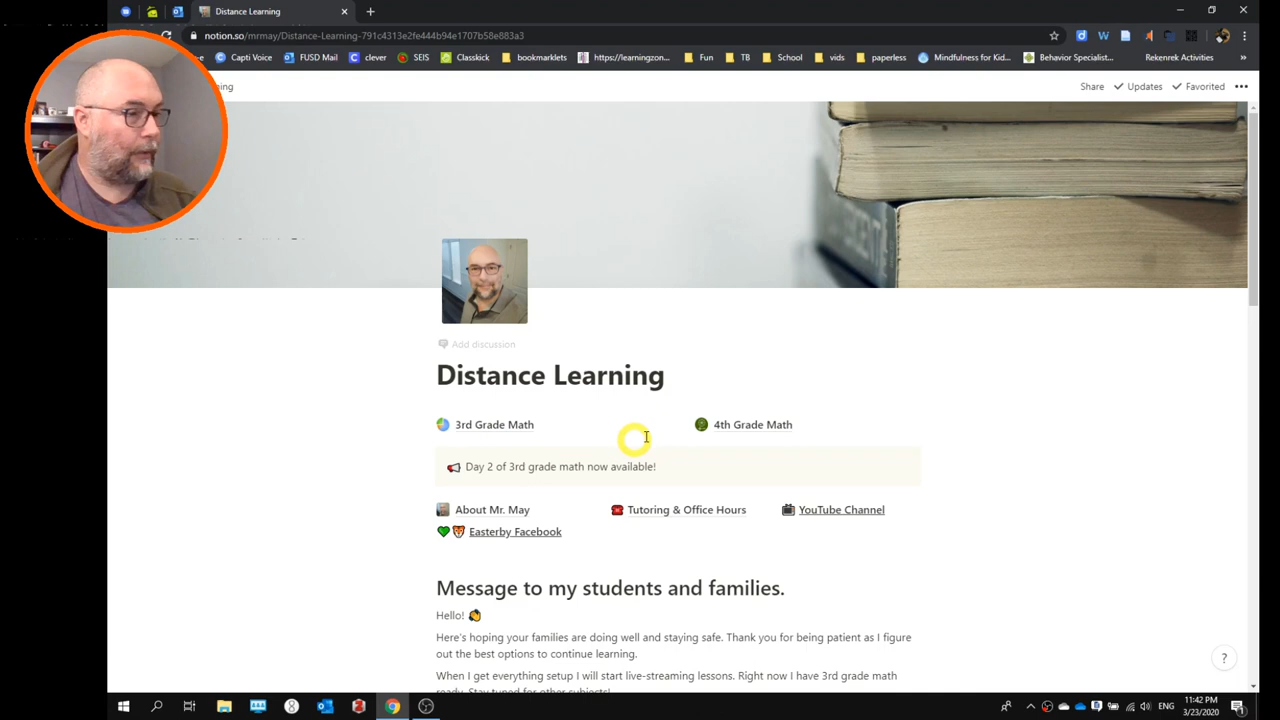 Distance Learning
notion.so/mrmay/Distance-Learning-791c4313e2fe444b94e1707b58e883a3
Capti Voice FUSD Mail clever SEIS Classkick bookmarklets https://learningzon... Fun TB School vids paperless Mindfulness for Kid... Behavior Specialist... Rekenrek Activities
Share Updates Favorited
Add discussion
Distance Learning
3rd Grade Math 4th Grade Math
Day 2 of 3rd grade math now available!
About Mr. May Tutoring & Office Hours YouTube Channel
Easterby Facebook
Message to my students and families.
Hello!
Here's hoping your families are doing well and staying safe. Thank you for being patient as I figure
out the best options to continue learning.
When I get everything setup I will start live-streaming lessons. Right now I have 3rd grade math
ready. Stay tuned for other subjects!
ENG
11:42 PM
3/23/2020